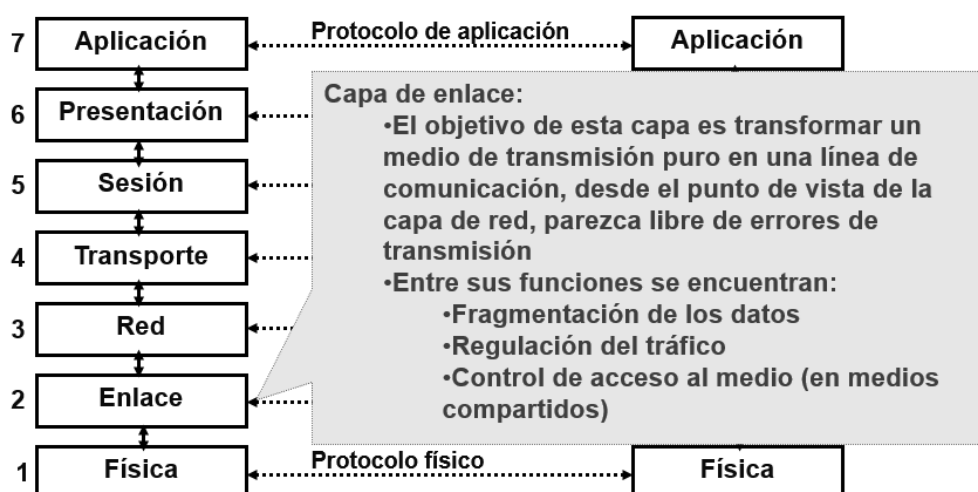 7 Aplicación Protocolo de aplicación Aplicación
6 Presentación
5 Sesión
4 Transporte
3 Red
2 Enlace
1 Física Protocolo físico Física
Capa de enlace:
•El objetivo de esta capa es transformar un
medio de transmisión puro en una línea de
comunicación, desde el punto de vista de la
capa de red, parezca libre de errores de
transmisión
•Entre sus funciones se encuentran:
•Fragmentación de los datos
•Regulación del tráfico
•Control de acceso al medio (en medios
compartidos)